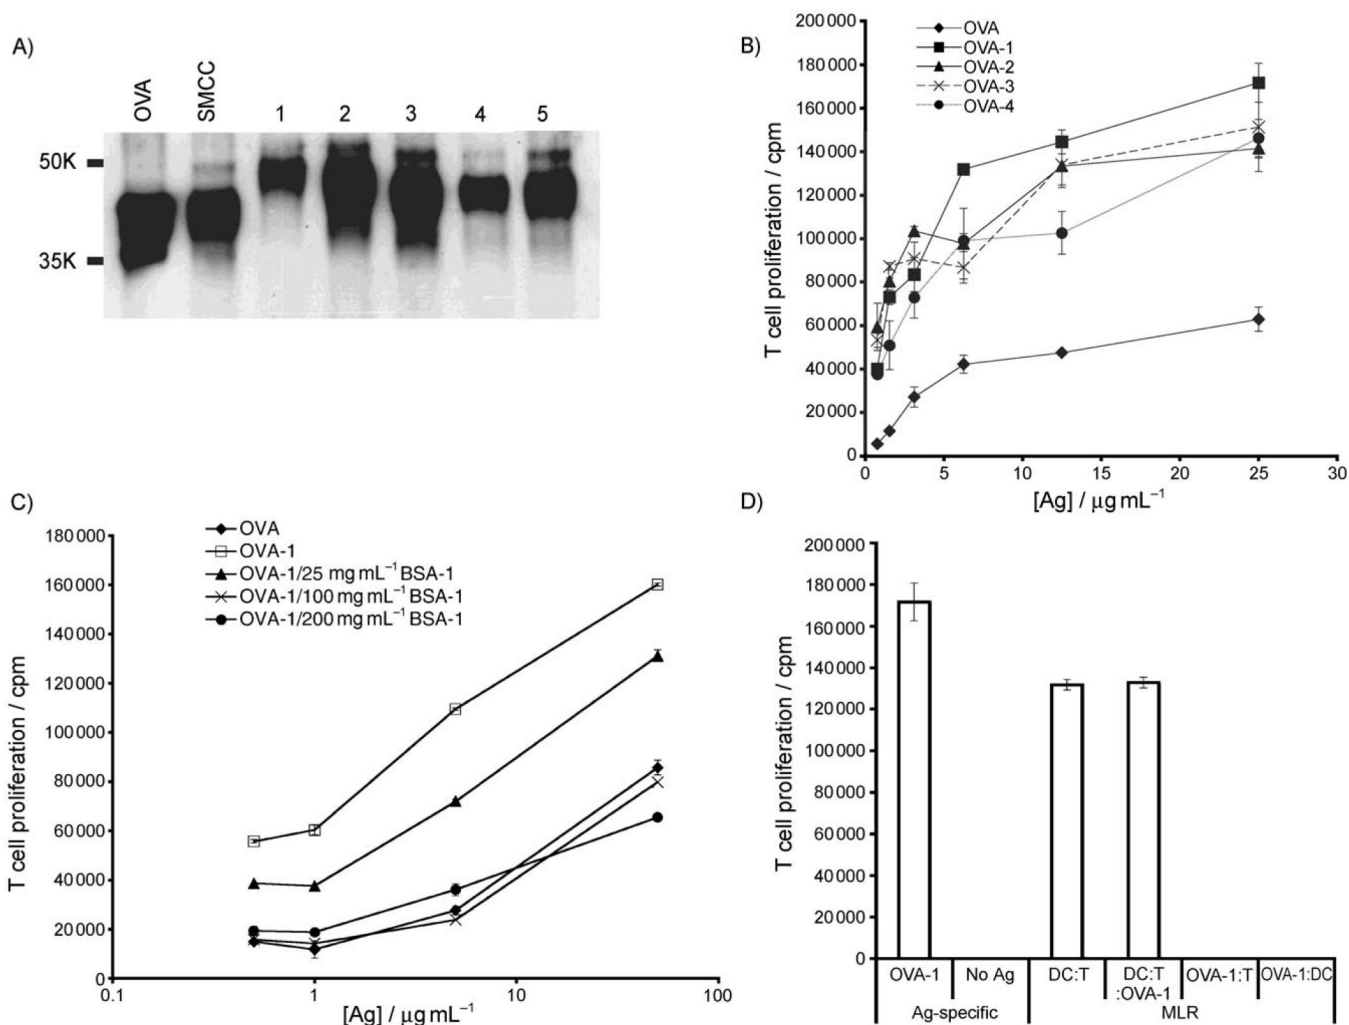 A)
OVA
SMCC
1 2 3 4 5
50K
35K
B)
OVA
OVA-1
OVA-2
OVA-3
OVA-4
T cell proliferation / cpm
200 000
180 000
160 000
140 000
120 000
100 000
80 000
60 000
40 000
20 000
0
0 5 10 15 20 25 30
[Ag] / µg mL⁻¹
C)
OVA
OVA-1
OVA-1/25 mg mL⁻¹ BSA-1
OVA-1/100 mg mL⁻¹ BSA-1
OVA-1/200 mg mL⁻¹ BSA-1
T cell proliferation / cpm
180 000
160 000
140 000
120 000
100 000
80 000
60 000
40 000
20 000
0
0.1 1 10 100
[Ag] / µg mL⁻¹
D)
T cell proliferation / cpm
200 000
180 000
160 000
140 000
120 000
100 000
80 000
60 000
40 000
20 000
0
OVA-1 No Ag DC:T DC:T OVA-1:T OVA-1:DC
:OVA-1
Ag-specific MLR